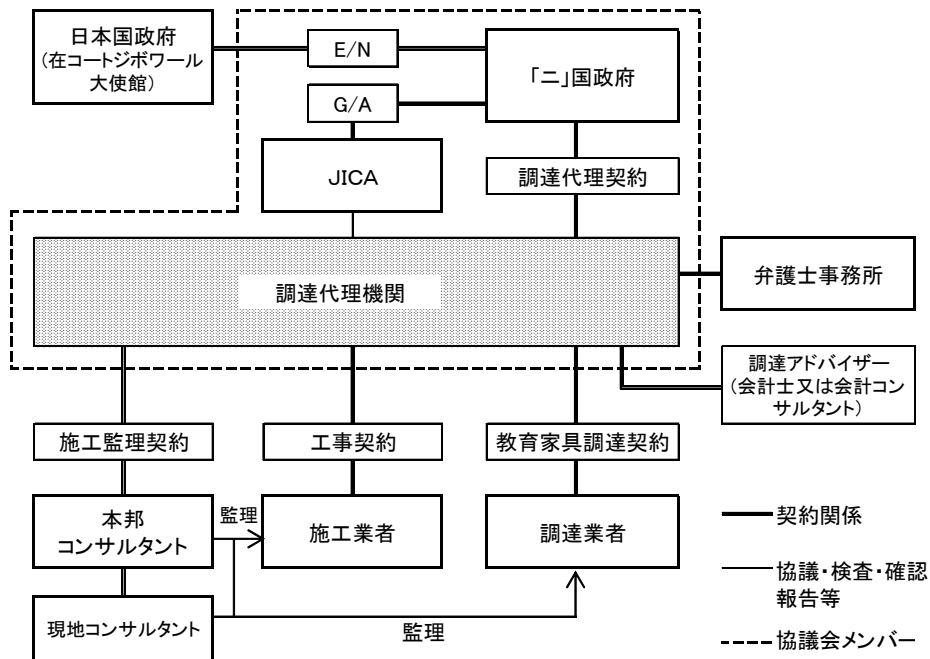 日本国政府
(在コートジボワール
大使館)
E/N
「ニ」国政府
G/A
JICA
調達代理契約
調達代理機関
弁護士事務所
調達アドバイザー
(会計士又は会計コン
サルタント)
施工監理契約
工事契約
教育家具調達契約
本邦
コンサルタント
監理
施工業者
調達業者
現地コンサルタント
監理
契約関係
協議・検査・確認
報告等
協議会メンバー